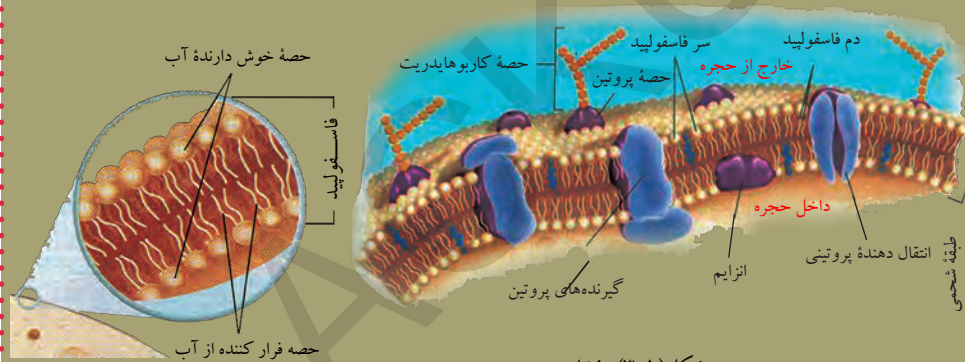 دم فاسفولپید
سر فاسفولپید
خارج از حجره
حصهٔ کاربوهایدریت
حصهٔ پروتین
حصهٔ خوش دارندهٔ آب
فاسفولپید
داخل حجره
انتقال دهندهٔ پروتینی
انزایم
گیرنده‌های پروتین
طبقهٔ شحمی
حصه فرار کننده از آب